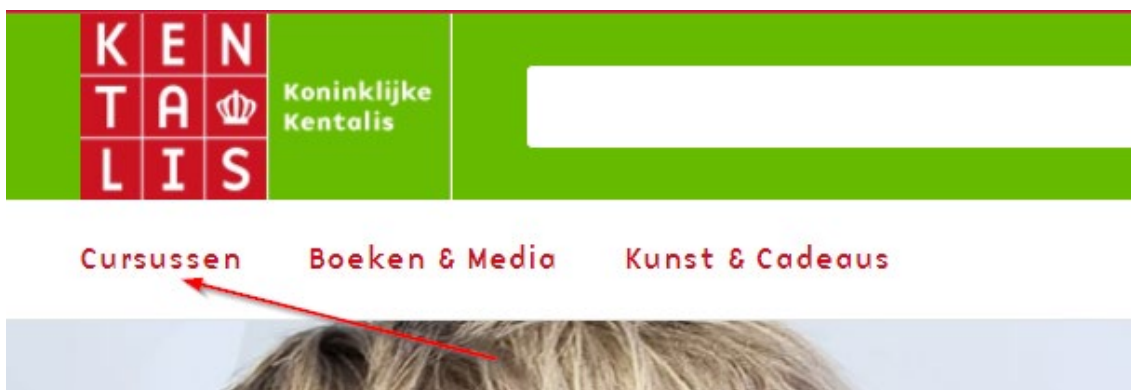 KEN
TA
LIS
Koninklijke
Kentalis
Cursussen Boeken & Media Kunst & Cadeaus